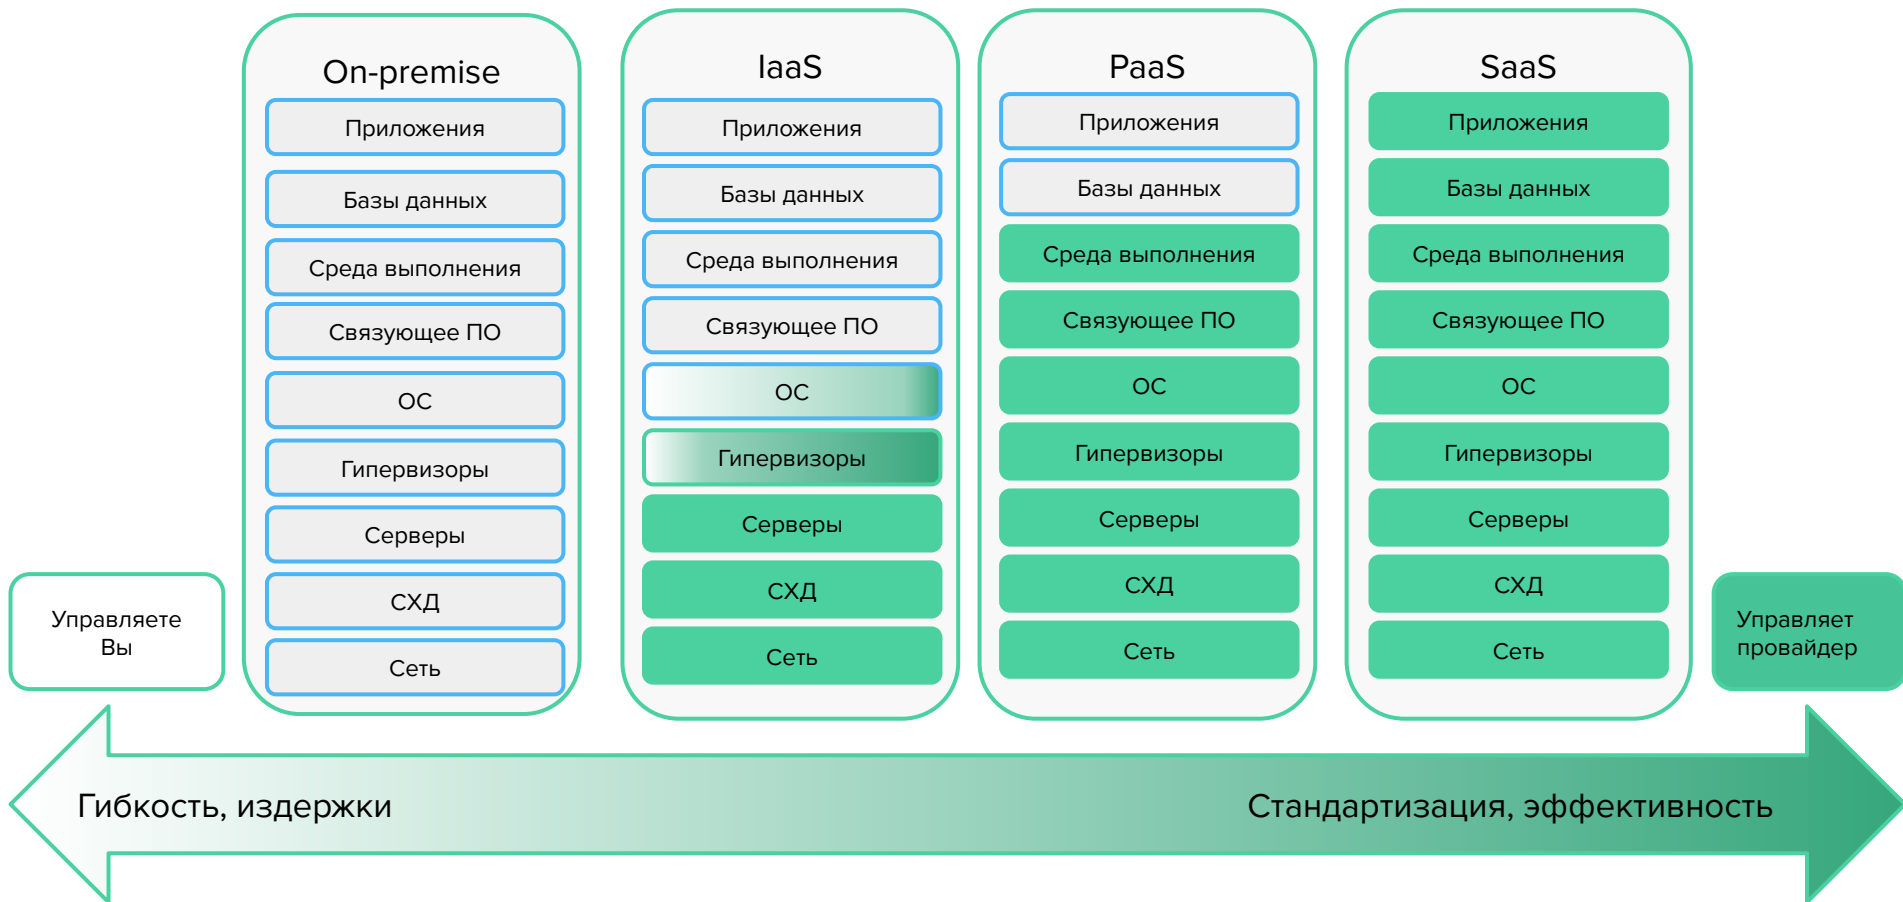 On-premise
Приложения
Базы данных
Среда выполнения
Связующее ПО
ОС
Гипервизоры
Серверы
СХД
Сеть
IaaS
Приложения
Базы данных
Среда выполнения
Связующее ПО
ОС
Гипервизоры
Серверы
СХД
Сеть
PaaS
Приложения
Базы данных
Среда выполнения
Связующее ПО
ОС
Гипервизоры
Серверы
СХД
Сеть
SaaS
Приложения
Базы данных
Среда выполнения
Связующее ПО
ОС
Гипервизоры
Серверы
СХД
Сеть
Управляете
Вы
Управляет
провайдер
Гибкость, издержки
Стандартизация, эффективность